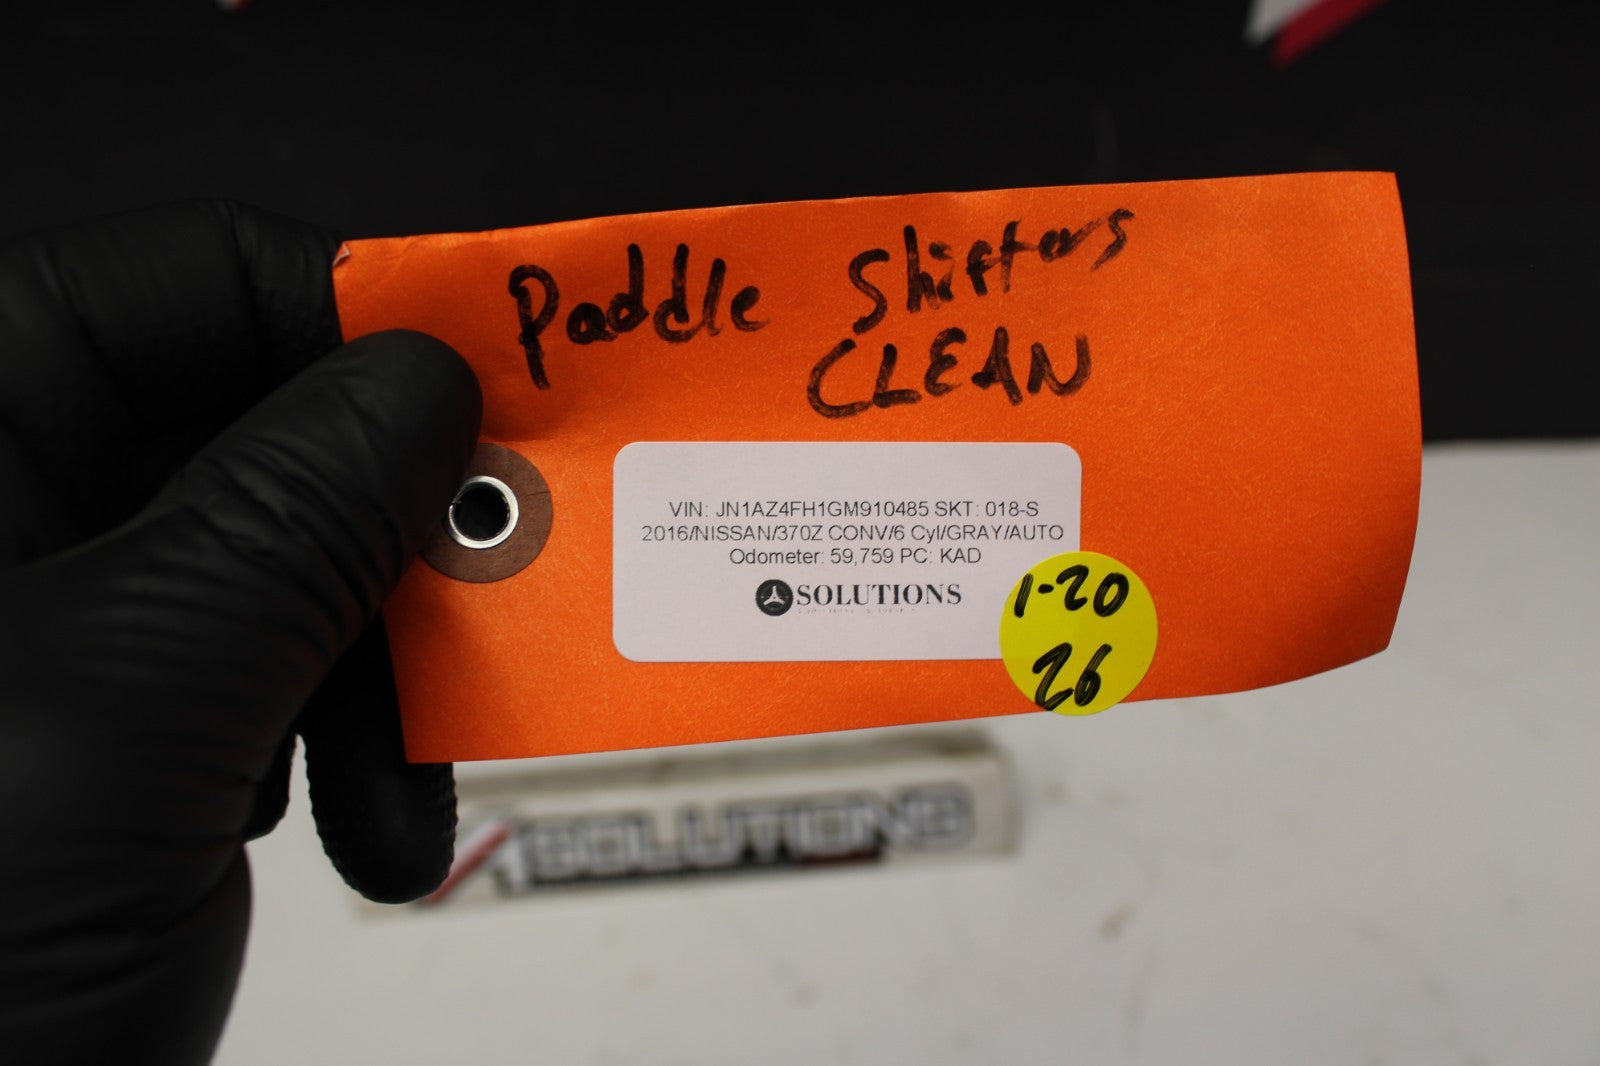 Paddle Shifters
CLEAN
VIN: JN1AZ4FH1GM910485 SKT: 018-S
2016/NISSAN/370Z CONV/6 Cyl/GRAY/AUTO
Odometer: 59,759 PC: KAD
SOLUTIONS
1-20
26
SOLUTIONS